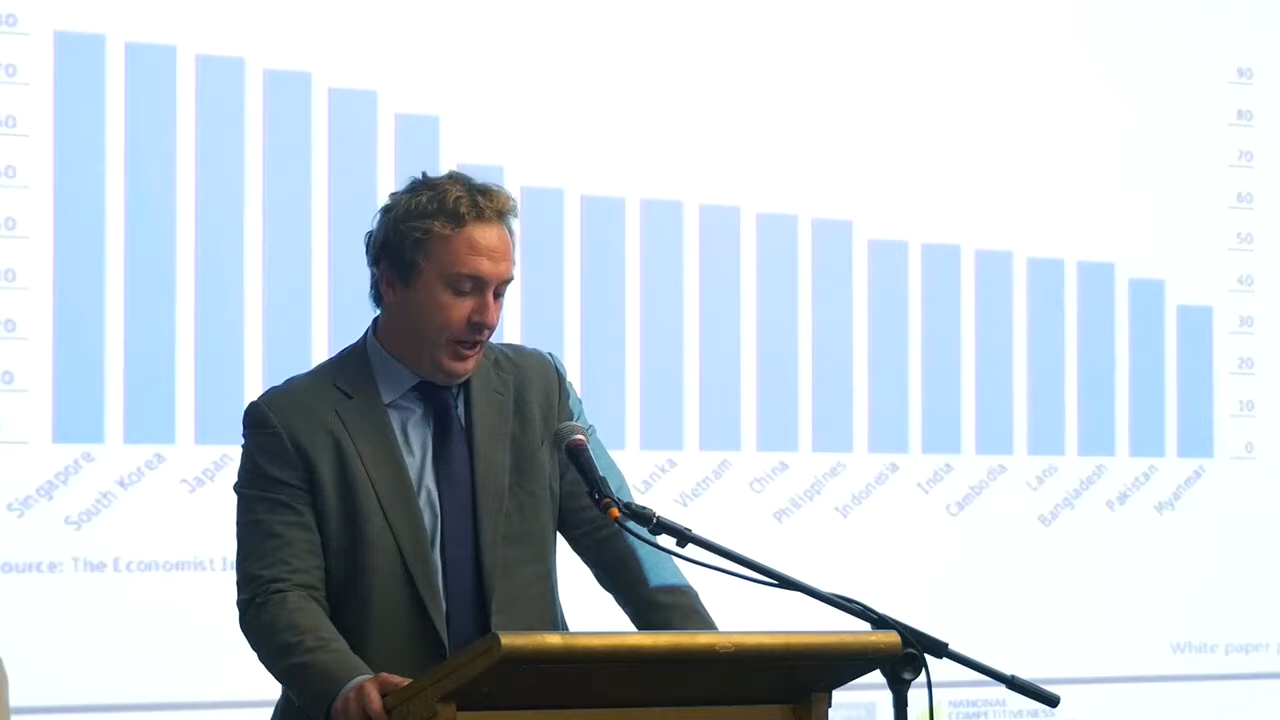 90
80
70
60
50
40
30
20
10
0
Singapore
South Korea
Japan
Lanka
Vietnam
China
Philippines
Indonesia
India
Cambodia
Laos
Bangladesh
Pakistan
Myanmar
ource: The Economist
White paper
NATIONAL
COMPETITIVENESS